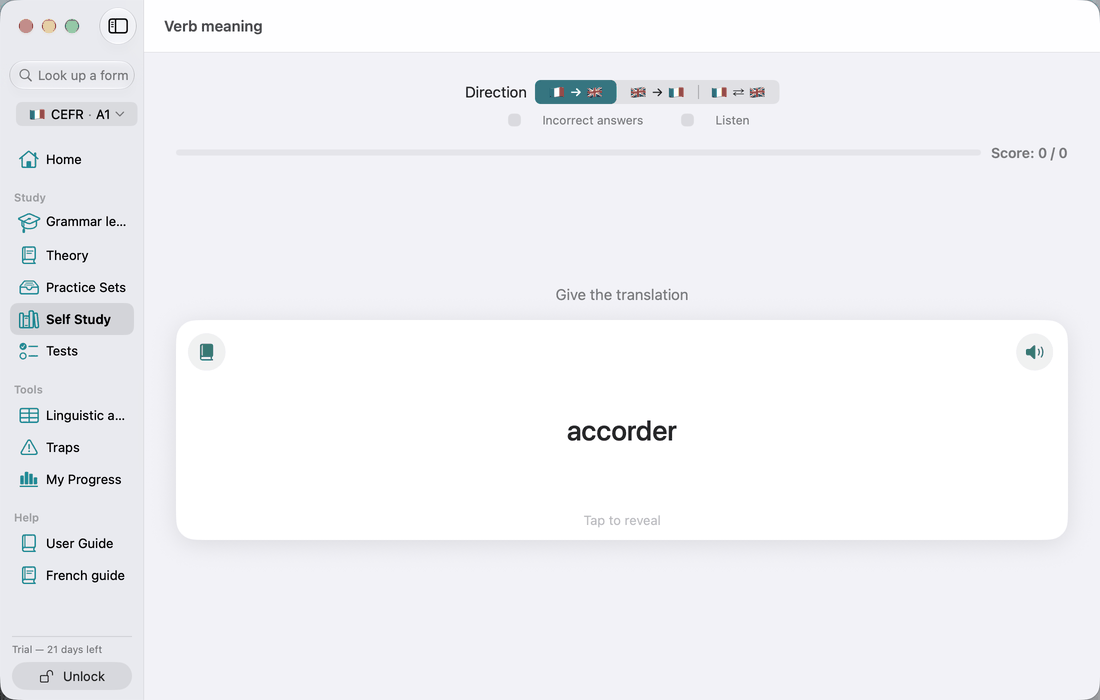 Verb meaning
Look up a form
CEFR · A1
Home
Study
Grammar le...
Theory
Practice Sets
Self Study
Tests
Tools
Linguistic a...
Traps
My Progress
Help
User Guide
French guide
Trial — 21 days left
Unlock
Direction
Incorrect answers
Listen
Score: 0 / 0
Give the translation
accorder
Tap to reveal